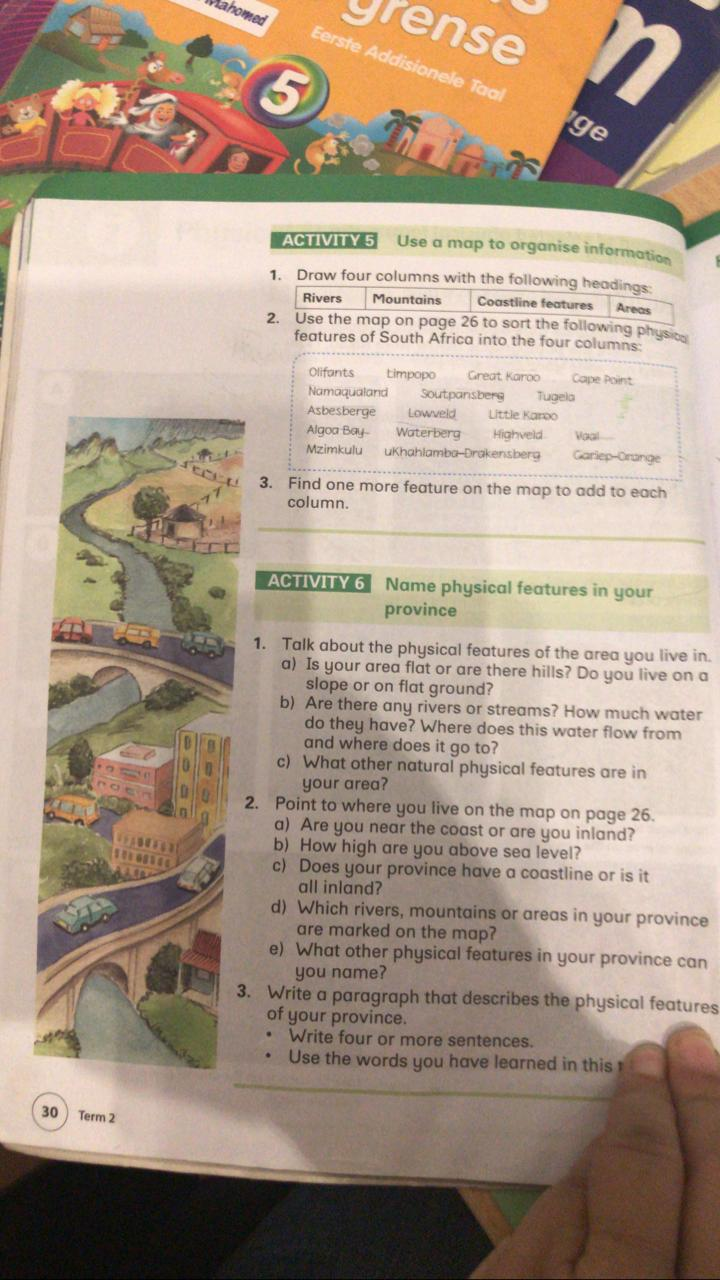 Mahomed
grense
Eerste Addisionele Taal
5
m
ge
ACTIVITY 5 Use a map to organise information
1. Draw four columns with the following headings:
Rivers Mountains Coastline features Areas
2. Use the map on page 26 to sort the following physical
features of South Africa into the four columns:
Olifants Limpopo Great Karoo Cape Point
Namaqualand Soutpansberg Tugela
Asbesberge Lowveld Little Karoo
Algoa Bay Waterberg Highveld Vaal
Mzimkulu uKhahlamba–Drakensberg Gariep–Orange
3. Find one more feature on the map to add to each
column.
ACTIVITY 6 Name physical features in your
province
1. Talk about the physical features of the area you live in.
a) Is your area flat or are there hills? Do you live on a
slope or on flat ground?
b) Are there any rivers or streams? How much water
do they have? Where does this water flow from
and where does it go to?
c) What other natural physical features are in
your area?
2. Point to where you live on the map on page 26.
a) Are you near the coast or are you inland?
b) How high are you above sea level?
c) Does your province have a coastline or is it
all inland?
d) Which rivers, mountains or areas in your province
are marked on the map?
e) What other physical features in your province can
you name?
3. Write a paragraph that describes the physical features
of your province.
• Write four or more sentences.
• Use the words you have learned in this
30 Term 2